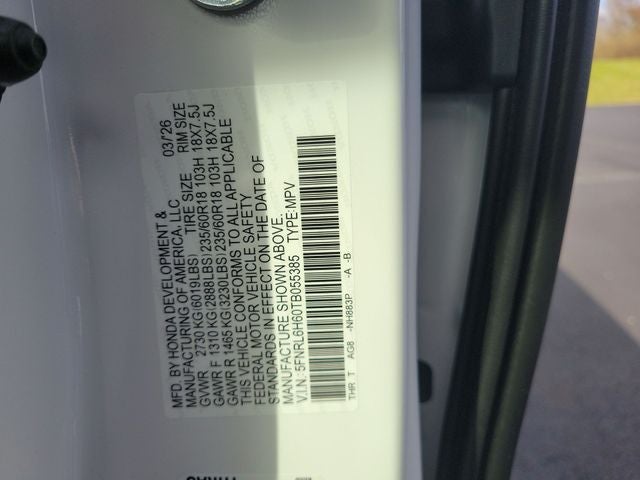 MFD. BY HONDA DEVELOPMENT & 03/26
MANUFACTURING OF AMERICA, LLC
TIRE SIZE RIM SIZE
GVWR 2730 KG(6019LBS)
GAWR F 1310 KG(2888LBS)235/60R18 103H 18X7.5J
GAWR R 1465 KG(3230LBS)235/60R18 103H 18X7.5J
THIS VEHICLE CONFORMS TO ALL APPLICABLE
FEDERAL MOTOR VEHICLE SAFETY
STANDARDS IN EFFECT ON THE DATE OF
MANUFACTURE SHOWN ABOVE.
V.I.N.: 5FNRL6H60TB055385 TYPE:MPV
THR T AG8 -NH883P -A -B